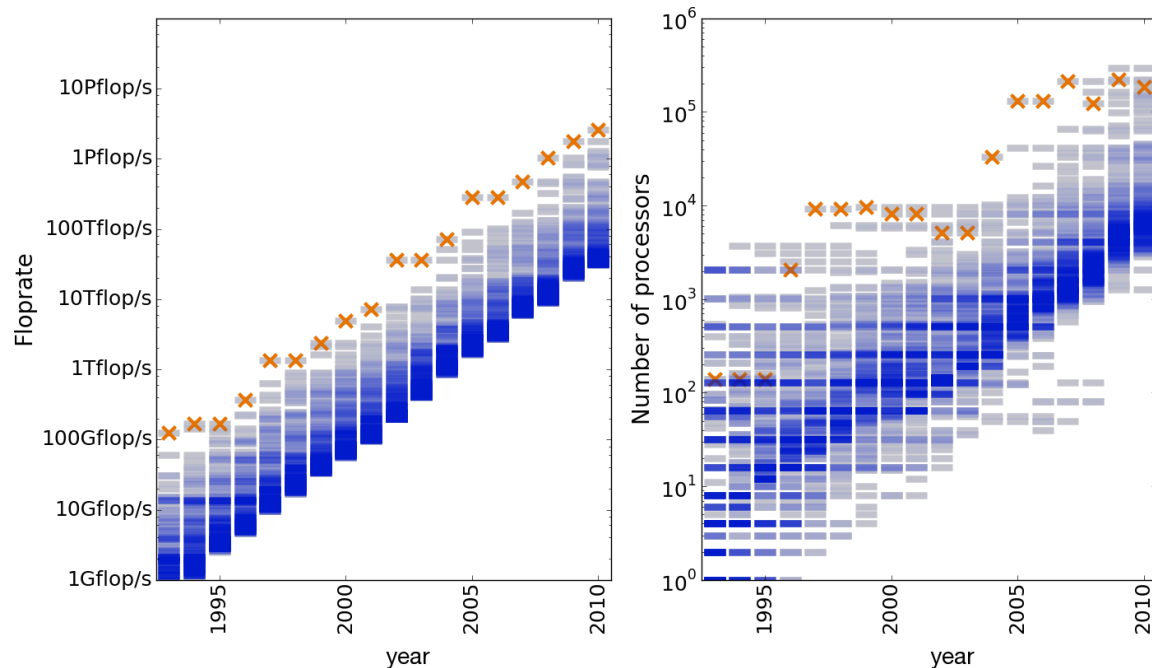 10Pflop/s
1Pflop/s
100Tflop/s
10Tflop/s
1Tflop/s
100Gflop/s
10Gflop/s
1Gflop/s
Floprate
1995
2000
2005
2010
year
10⁶
10⁵
10⁴
10³
10²
10¹
10⁰
Number of processors
1995
2000
2005
2010
year